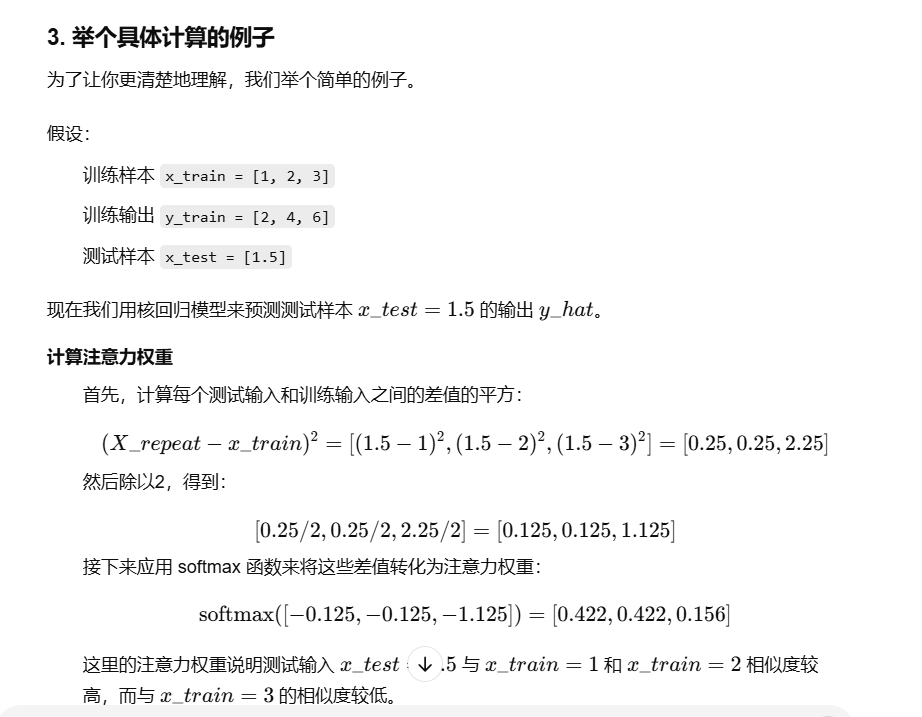 3. 举个具体计算的例子
为了让你更清楚地理解，我们举个简单的例子。
假设：
训练样本 x_train = [1, 2, 3]
训练输出 y_train = [2, 4, 6]
测试样本 x_test = [1.5]
现在我们用核回归模型来预测测试样本 x_test = 1.5 的输出 y_hat。
计算注意力权重
首先，计算每个测试输入和训练输入之间的差值的平方：
(X_repeat − x_train)² = [(1.5 − 1)², (1.5 − 2)², (1.5 − 3)²] = [0.25, 0.25, 2.25]
然后除以2，得到：
[0.25/2, 0.25/2, 2.25/2] = [0.125, 0.125, 1.125]
接下来应用 softmax 函数来将这些差值转化为注意力权重：
softmax([−0.125, −0.125, −1.125]) = [0.422, 0.422, 0.156]
这里的注意力权重说明测试输入 x_test .5 与 x_train = 1 和 x_train = 2 相似度较
高，而与 x_train = 3 的相似度较低。